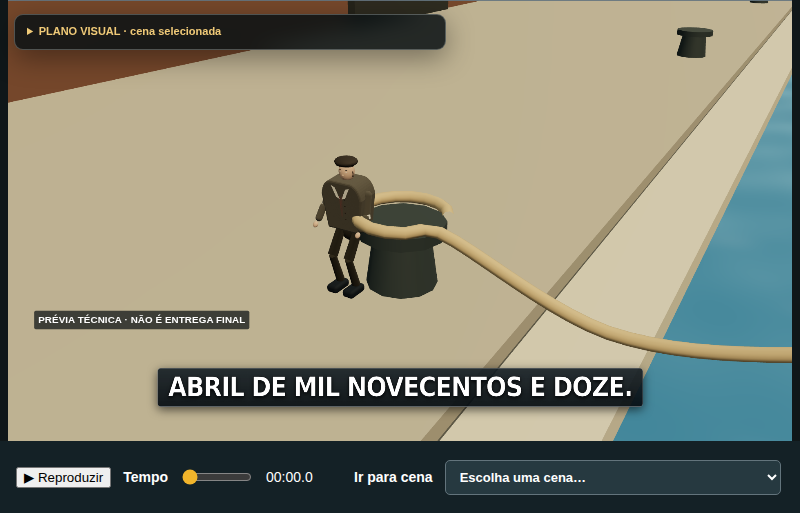 ▶ PLANO VISUAL · cena selecionada
PRÉVIA TÉCNICA · NÃO É ENTREGA FINAL
ABRIL DE MIL NOVECENTOS E DOZE.
▶ Reproduzir Tempo 00:00.0 Ir para cena Escolha uma cena…